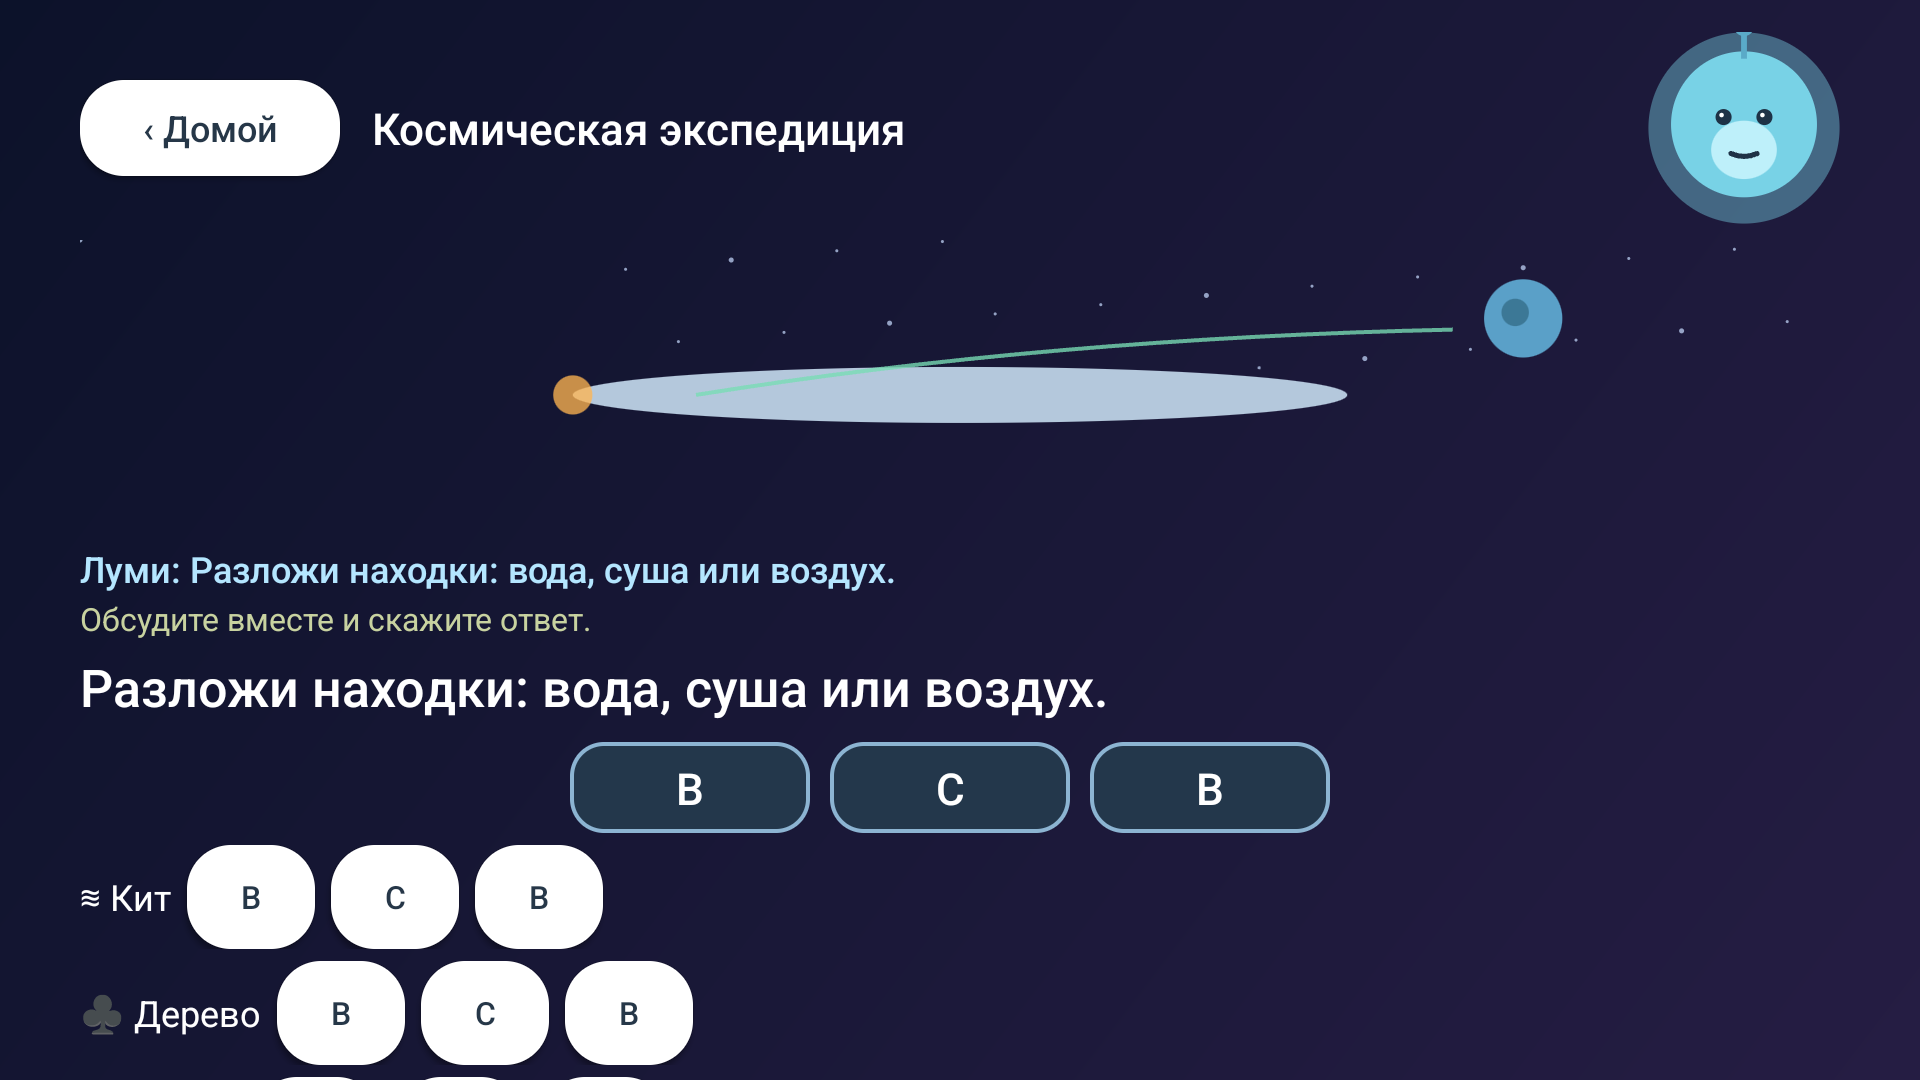 ‹ Домой
Космическая экспедиция
Луми: Разложи находки: вода, суша или воздух.
Обсудите вместе и скажите ответ.
Разложи находки: вода, суша или воздух.
В С В
≋ Кит В С В
♣ Дерево В С В